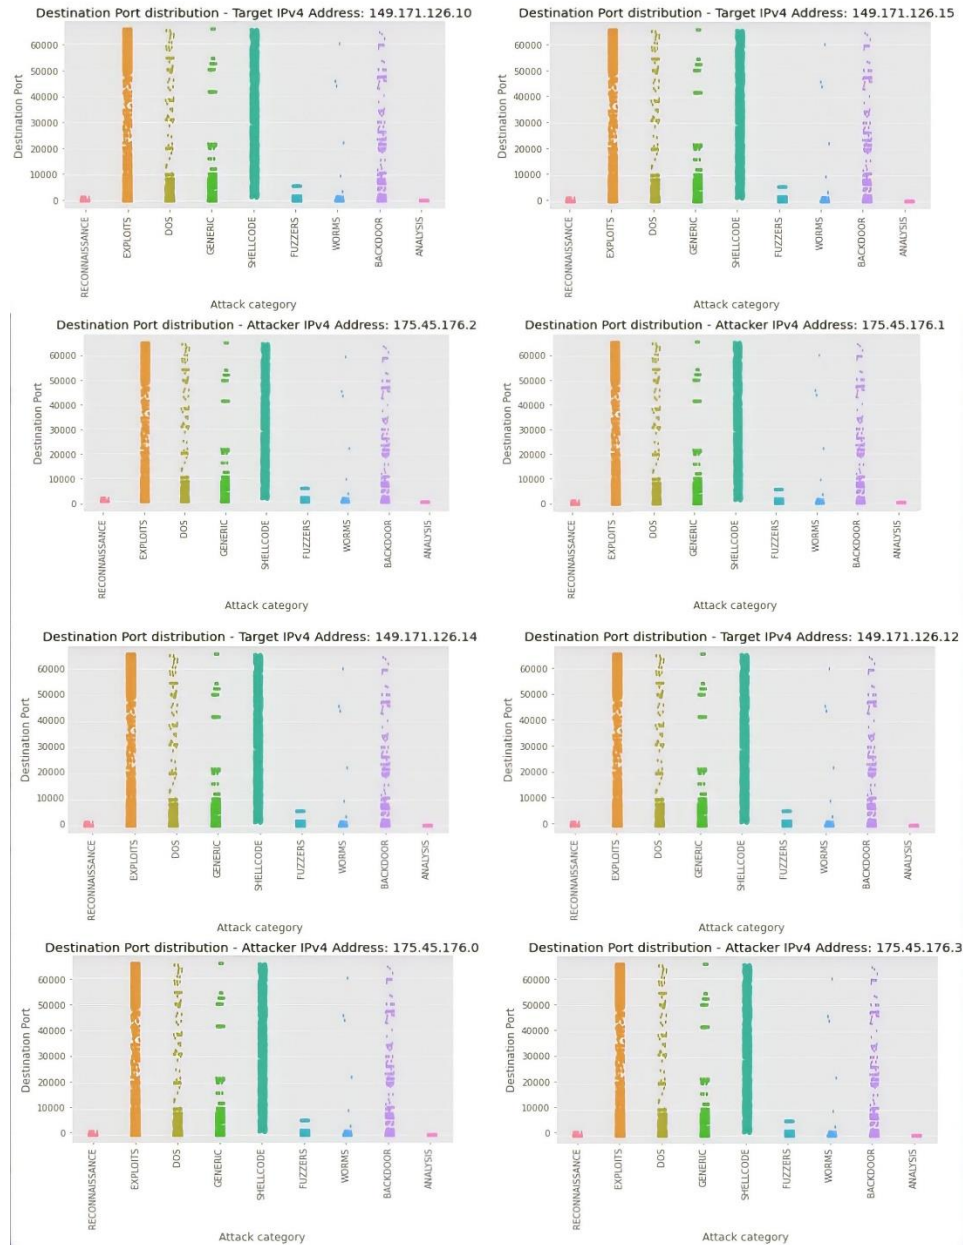 Destination Port distribution - Target IPv4 Address: 149.171.126.10
Destination Port
60000
50000
40000
30000
20000
10000
0
RECONNAISSANCE
EXPLOITS
DOS
GENERIC
SHELLCODE
FUZZERS
WORMS
BACKDOOR
ANALYSIS
Attack category
Destination Port distribution - Target IPv4 Address: 149.171.126.15
Destination Port
60000
50000
40000
30000
20000
10000
0
RECONNAISSANCE
EXPLOITS
DOS
GENERIC
SHELLCODE
FUZZERS
WORMS
BACKDOOR
ANALYSIS
Attack category
Destination Port distribution - Attacker IPv4 Address: 175.45.176.2
Destination Port
60000
50000
40000
30000
20000
10000
0
RECONNAISSANCE
EXPLOITS
DOS
GENERIC
SHELLCODE
FUZZERS
WORMS
BACKDOOR
ANALYSIS
Attack category
Destination Port distribution - Attacker IPv4 Address: 175.45.176.1
Destination Port
60000
50000
40000
30000
20000
10000
0
RECONNAISSANCE
EXPLOITS
DOS
GENERIC
SHELLCODE
FUZZERS
WORMS
BACKDOOR
ANALYSIS
Attack category
Destination Port distribution - Target IPv4 Address: 149.171.126.14
Destination Port
60000
50000
40000
30000
20000
10000
0
RECONNAISSANCE
EXPLOITS
DOS
GENERIC
SHELLCODE
FUZZERS
WORMS
BACKDOOR
ANALYSIS
Attack category
Destination Port distribution - Target IPv4 Address: 149.171.126.12
Destination Port
60000
50000
40000
30000
20000
10000
0
RECONNAISSANCE
EXPLOITS
DOS
GENERIC
SHELLCODE
FUZZERS
WORMS
BACKDOOR
ANALYSIS
Attack category
Destination Port distribution - Attacker IPv4 Address: 175.45.176.0
Destination Port
60000
50000
40000
30000
20000
10000
0
RECONNAISSANCE
EXPLOITS
DOS
GENERIC
SHELLCODE
FUZZERS
WORMS
BACKDOOR
ANALYSIS
Attack category
Destination Port distribution - Attacker IPv4 Address: 175.45.176.3
Destination Port
60000
50000
40000
30000
20000
10000
0
RECONNAISSANCE
EXPLOITS
DOS
GENERIC
SHELLCODE
FUZZERS
WORMS
BACKDOOR
ANALYSIS
Attack category